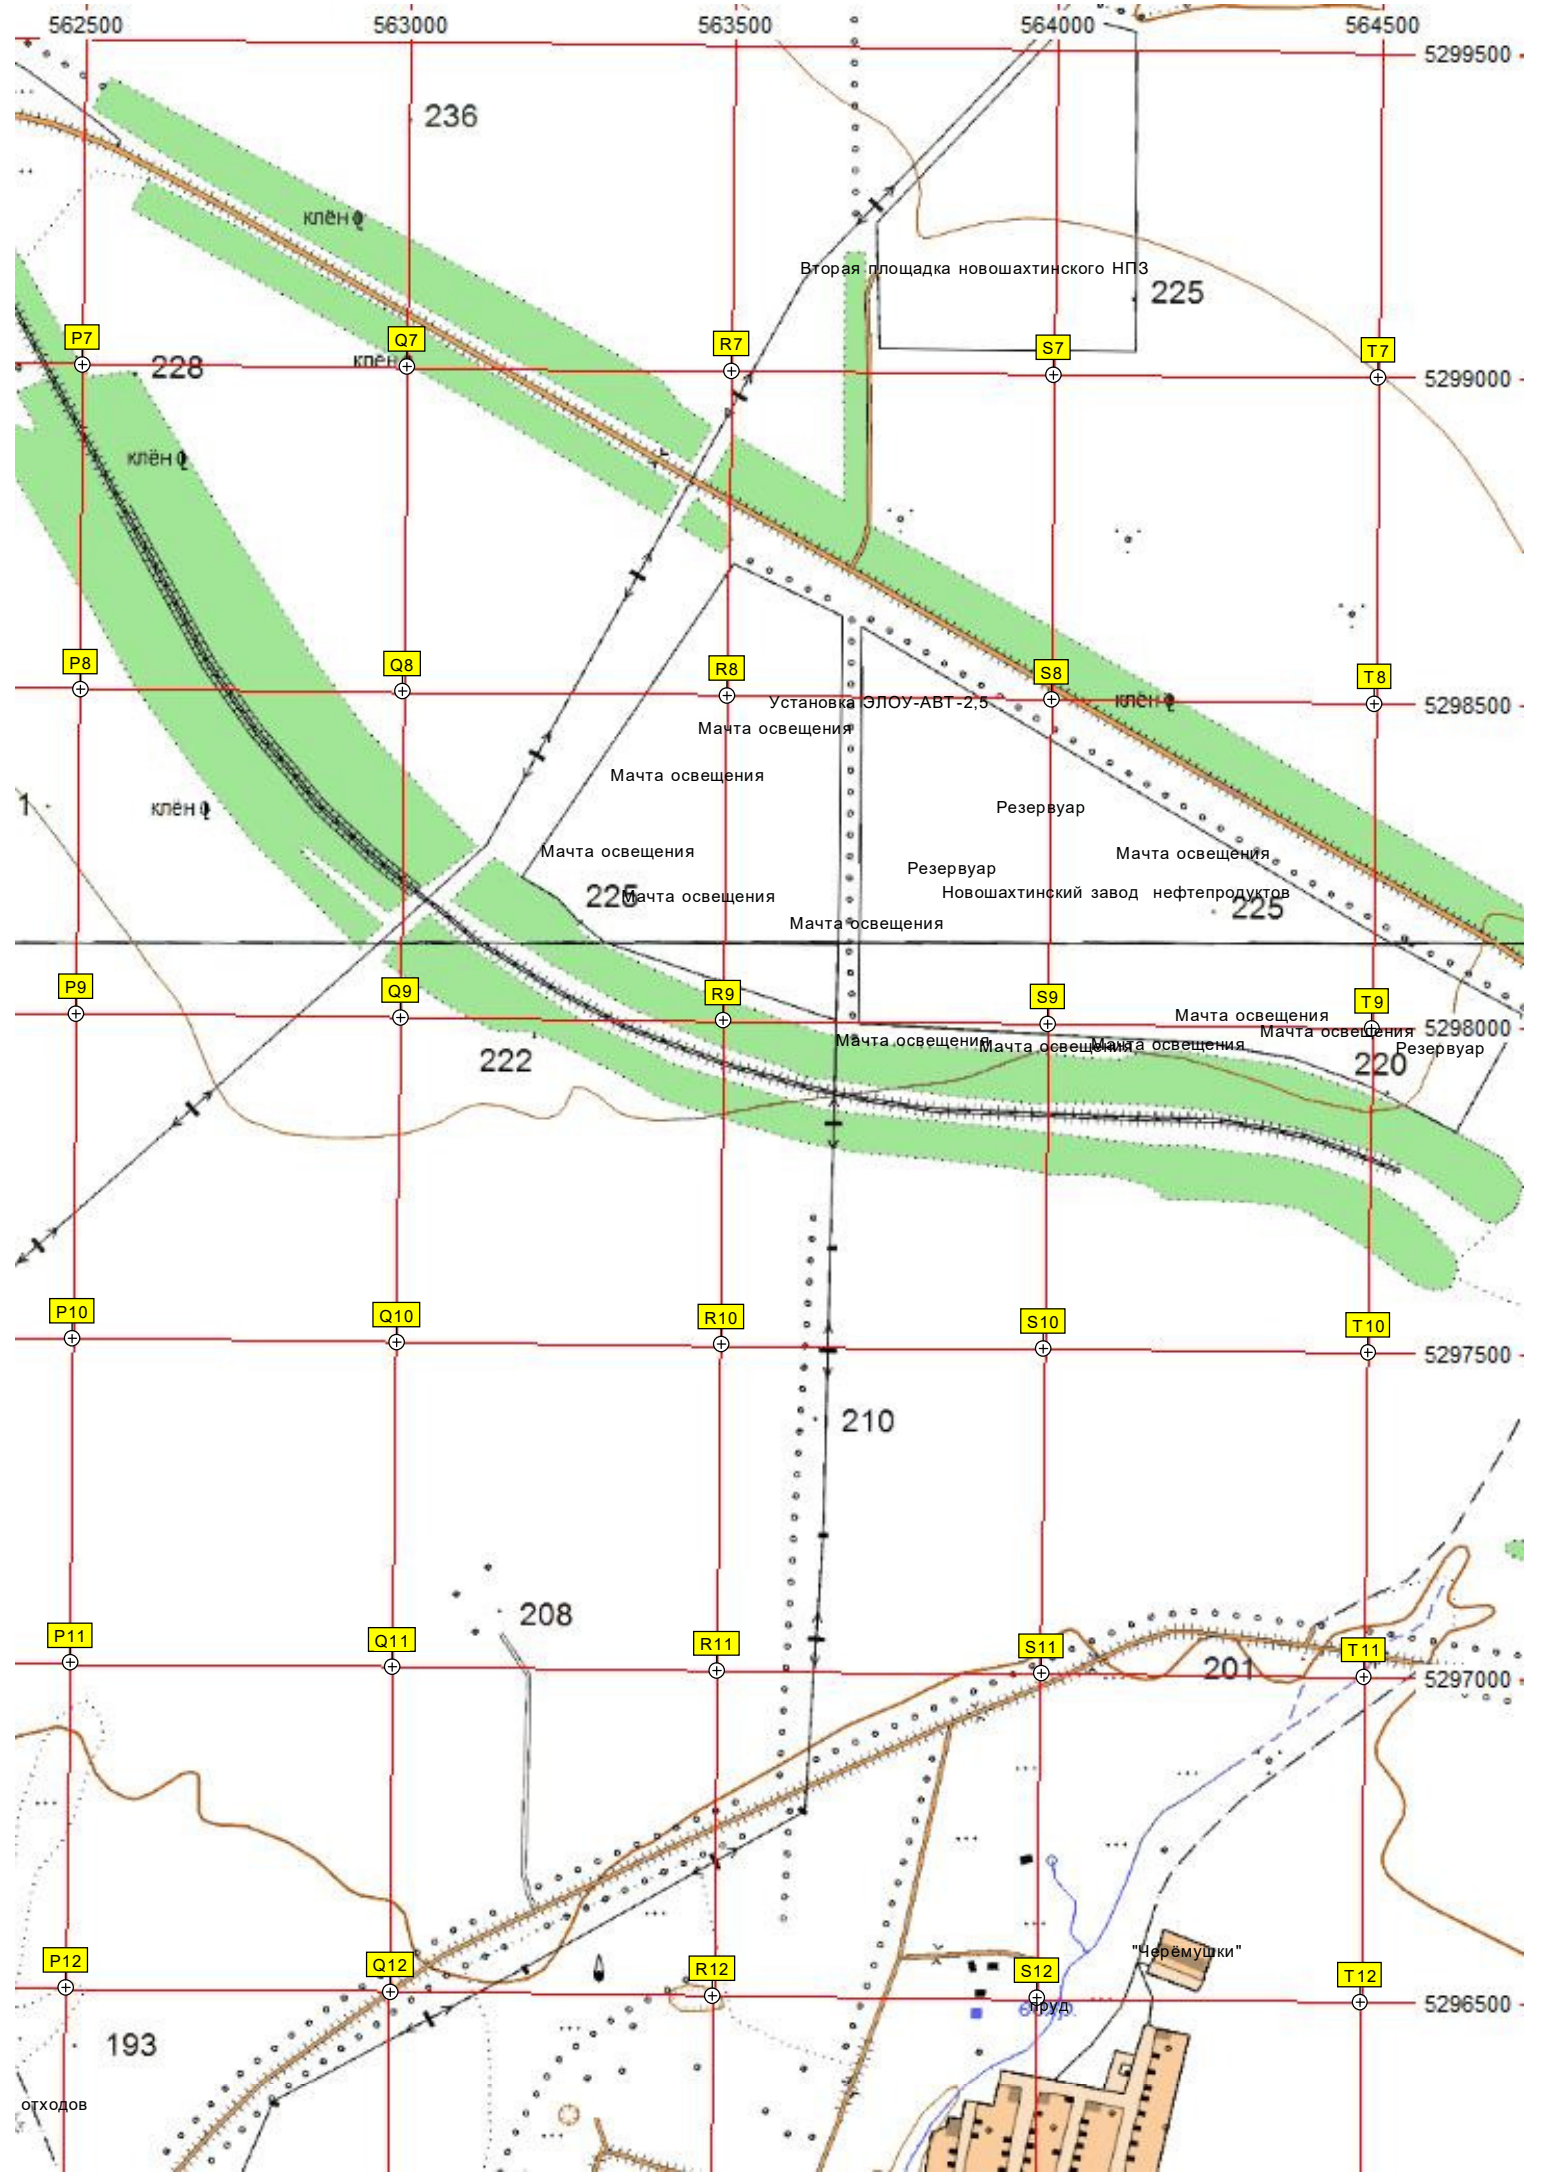 562500 563000 563500 564000 564500
5299500
236
клён
Вторая площадка новошахтинского НПЗ
225
P7 Q7 R7 S7 T7
228
клен
5299000
клён
P8 Q8 R8 S8 T8
Установка ЭЛОУ-АВТ-2,5
клён
5298500
Мачта освещения
Мачта освещения
1
клён
Резервуар
Мачта освещения
Мачта освещения
Резервуар
225
Мачта освещения
Новошахтинский завод нефтепродуктов
225
Мачта освещения
P9 Q9 R9 S9 T9
Мачта освещения
5298000
Мачта освещения
Мачта освещения
Мачта освещения
Мачта освещения
Резервуар
222
220
P10 Q10 R10 S10 T10
5297500
210
208
P11 Q11 R11 S11 T11
201
5297000
"Черёмушки"
P12 Q12 R12 S12 T12
пруд
5296500
193
отходов